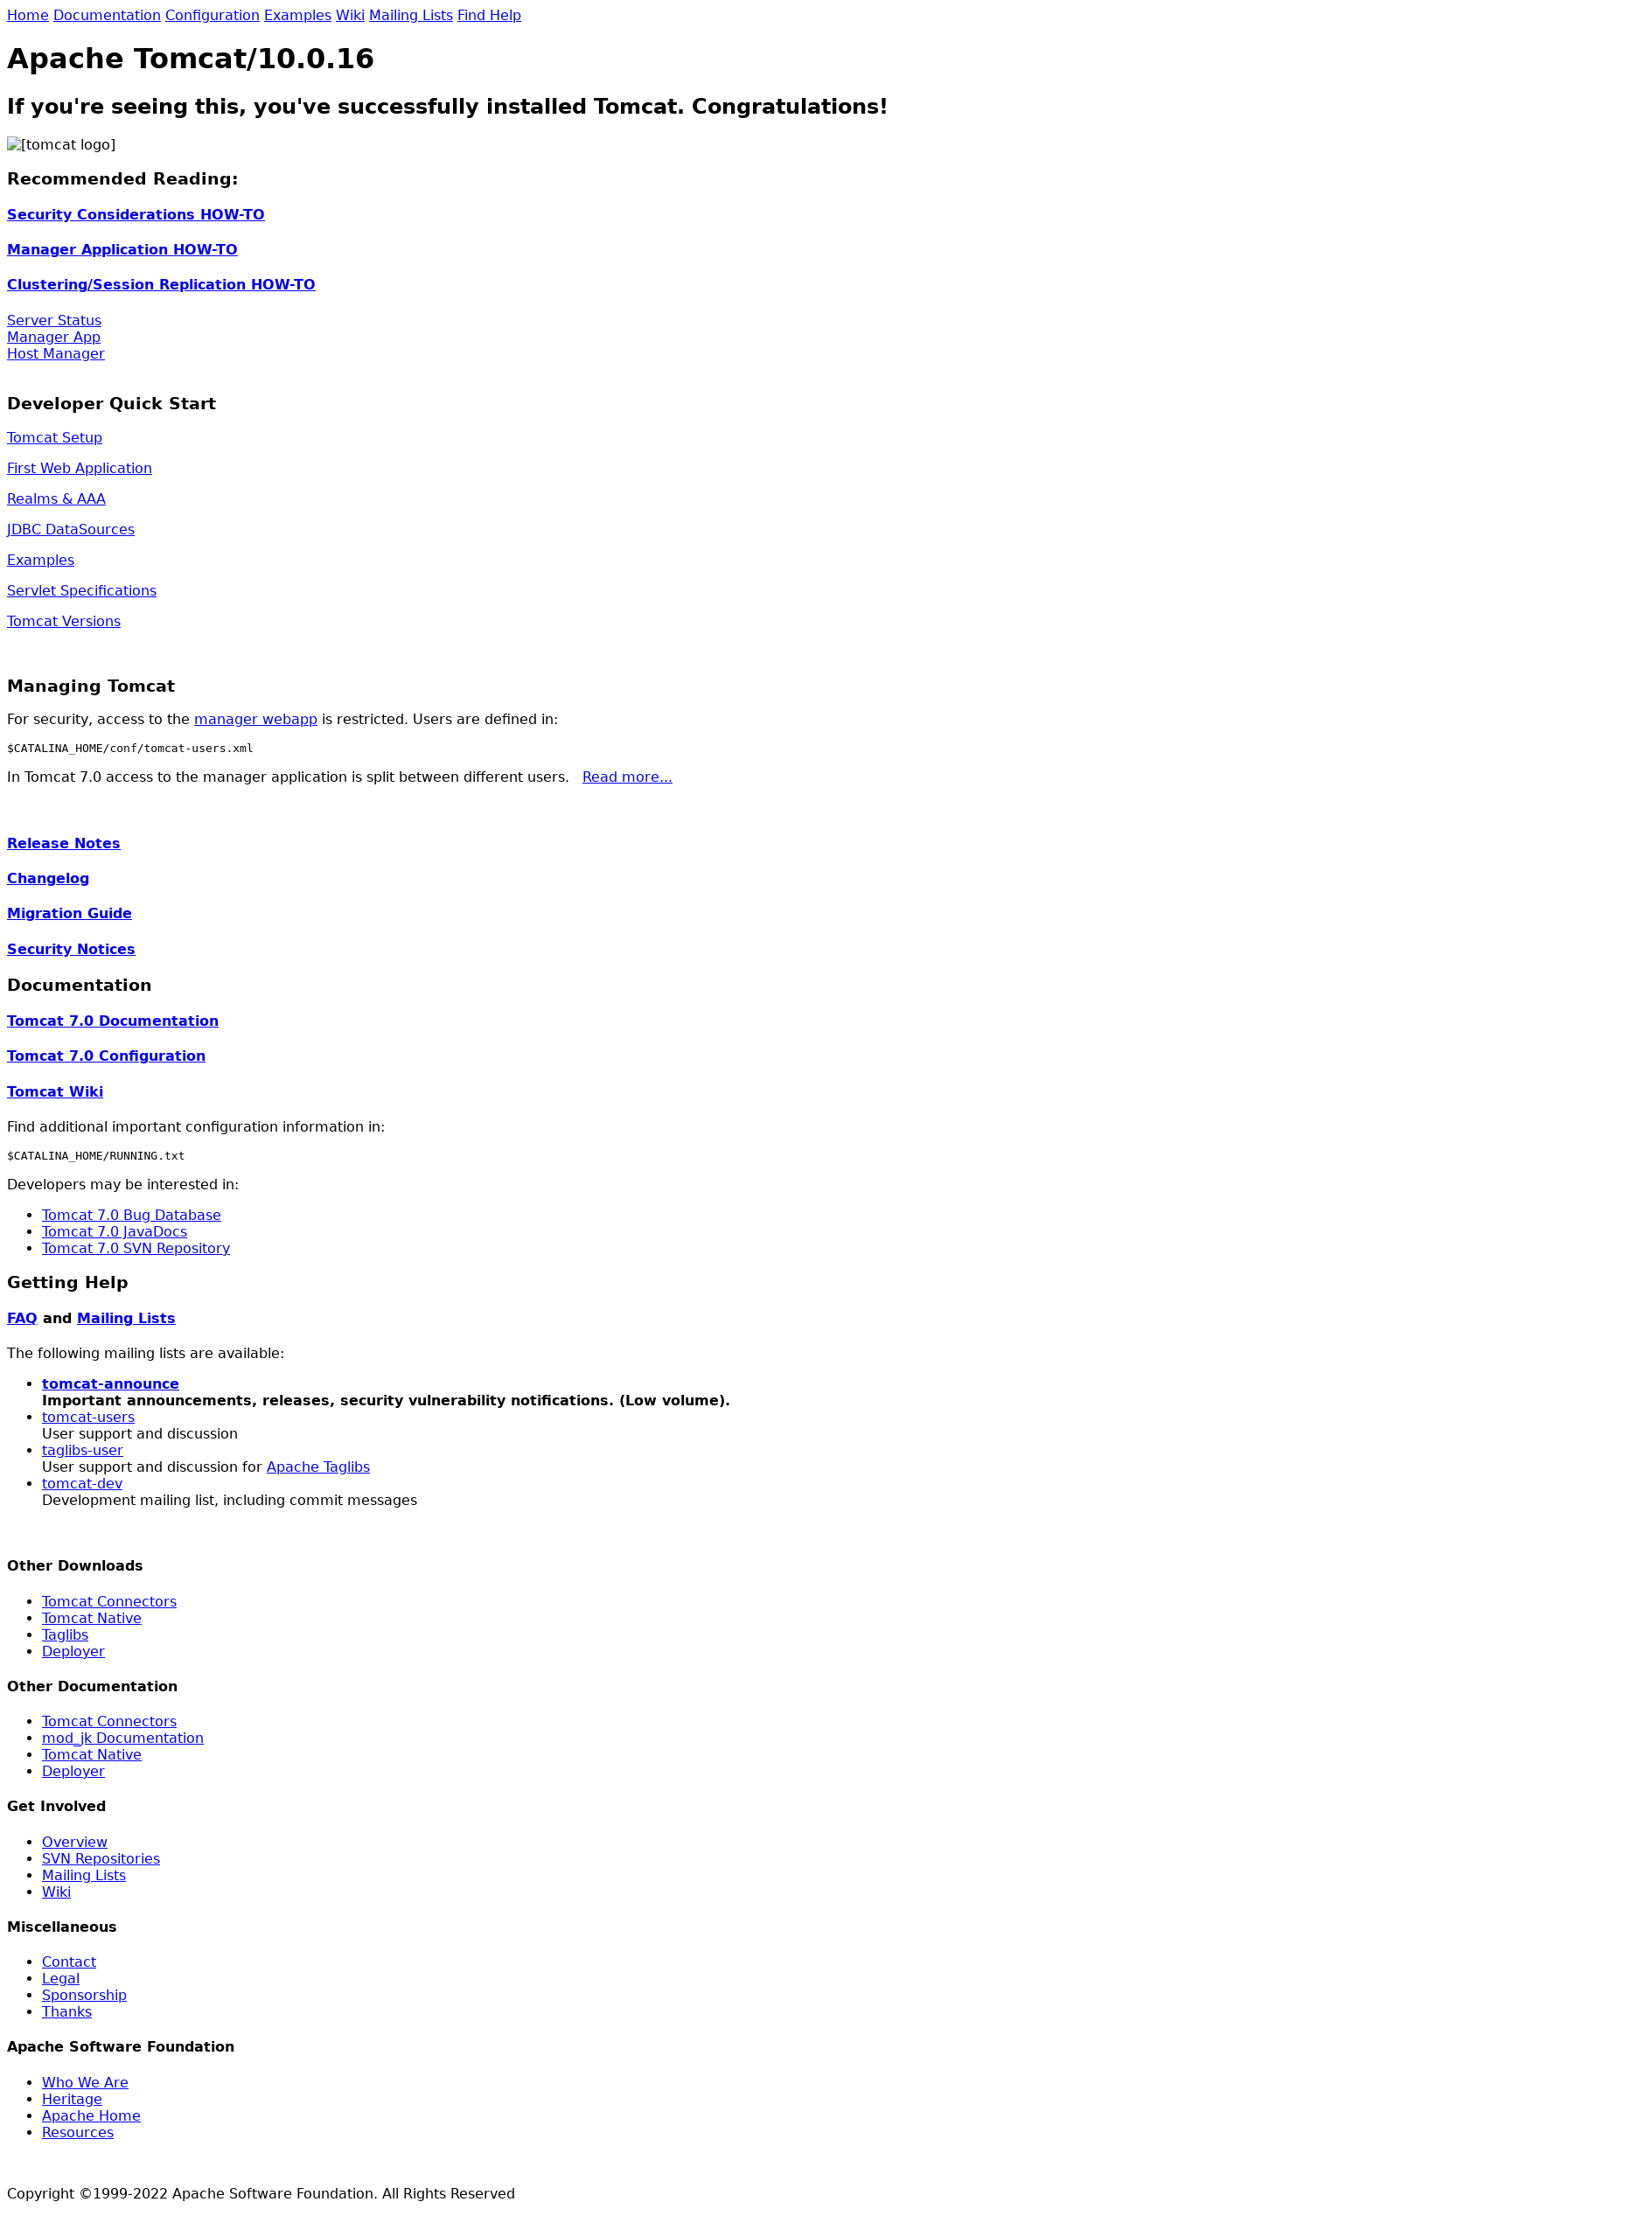 Home Documentation Configuration Examples Wiki Mailing Lists Find Help
Apache Tomcat/10.0.16
If you're seeing this, you've successfully installed Tomcat. Congratulations!
[tomcat logo]
Recommended Reading:
Security Considerations HOW-TO
Manager Application HOW-TO
Clustering/Session Replication HOW-TO
Server Status
Manager App
Host Manager
Developer Quick Start
Tomcat Setup
First Web Application
Realms & AAA
JDBC DataSources
Examples
Servlet Specifications
Tomcat Versions
Managing Tomcat
For security, access to the manager webapp is restricted. Users are defined in:
$CATALINA_HOME/conf/tomcat-users.xml
In Tomcat 7.0 access to the manager application is split between different users.   Read more...
Release Notes
Changelog
Migration Guide
Security Notices
Documentation
Tomcat 7.0 Documentation
Tomcat 7.0 Configuration
Tomcat Wiki
Find additional important configuration information in:
$CATALINA_HOME/RUNNING.txt
Developers may be interested in:
• Tomcat 7.0 Bug Database
• Tomcat 7.0 JavaDocs
• Tomcat 7.0 SVN Repository
Getting Help
FAQ and Mailing Lists
The following mailing lists are available:
• tomcat-announce
Important announcements, releases, security vulnerability notifications. (Low volume).
• tomcat-users
User support and discussion
• taglibs-user
User support and discussion for Apache Taglibs
• tomcat-dev
Development mailing list, including commit messages
Other Downloads
• Tomcat Connectors
• Tomcat Native
• Taglibs
• Deployer
Other Documentation
• Tomcat Connectors
• mod_jk Documentation
• Tomcat Native
• Deployer
Get Involved
• Overview
• SVN Repositories
• Mailing Lists
• Wiki
Miscellaneous
• Contact
• Legal
• Sponsorship
• Thanks
Apache Software Foundation
• Who We Are
• Heritage
• Apache Home
• Resources
Copyright ©1999-2022 Apache Software Foundation. All Rights Reserved